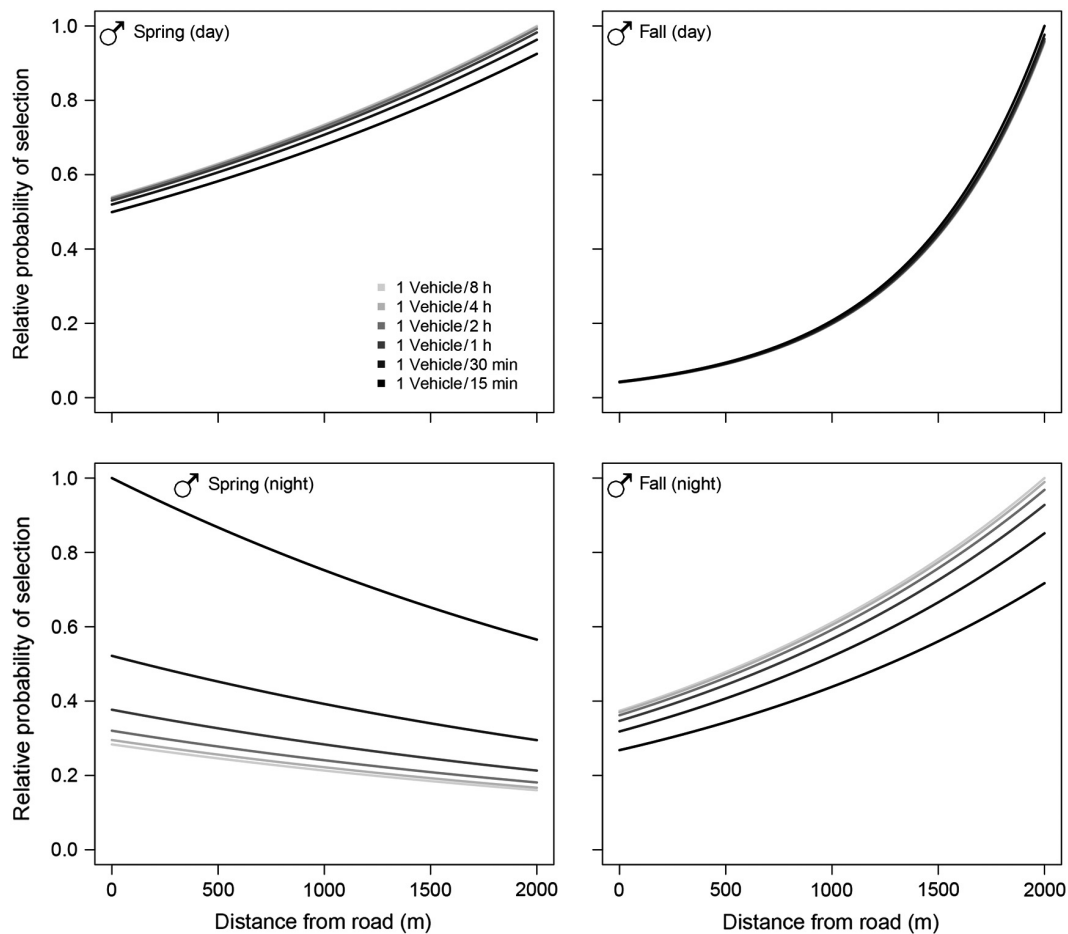 Relative probability of selection
1.0
0.8
0.6
0.4
0.2
0.0
♂ Spring (day)
1 Vehicle/8 h
1 Vehicle/4 h
1 Vehicle/2 h
1 Vehicle/1 h
1 Vehicle/30 min
1 Vehicle/15 min
♂ Fall (day)
Relative probability of selection
1.0
0.8
0.6
0.4
0.2
0.0
♂ Spring (night)
0 500 1000 1500 2000
Distance from road (m)
♂ Fall (night)
0 500 1000 1500 2000
Distance from road (m)